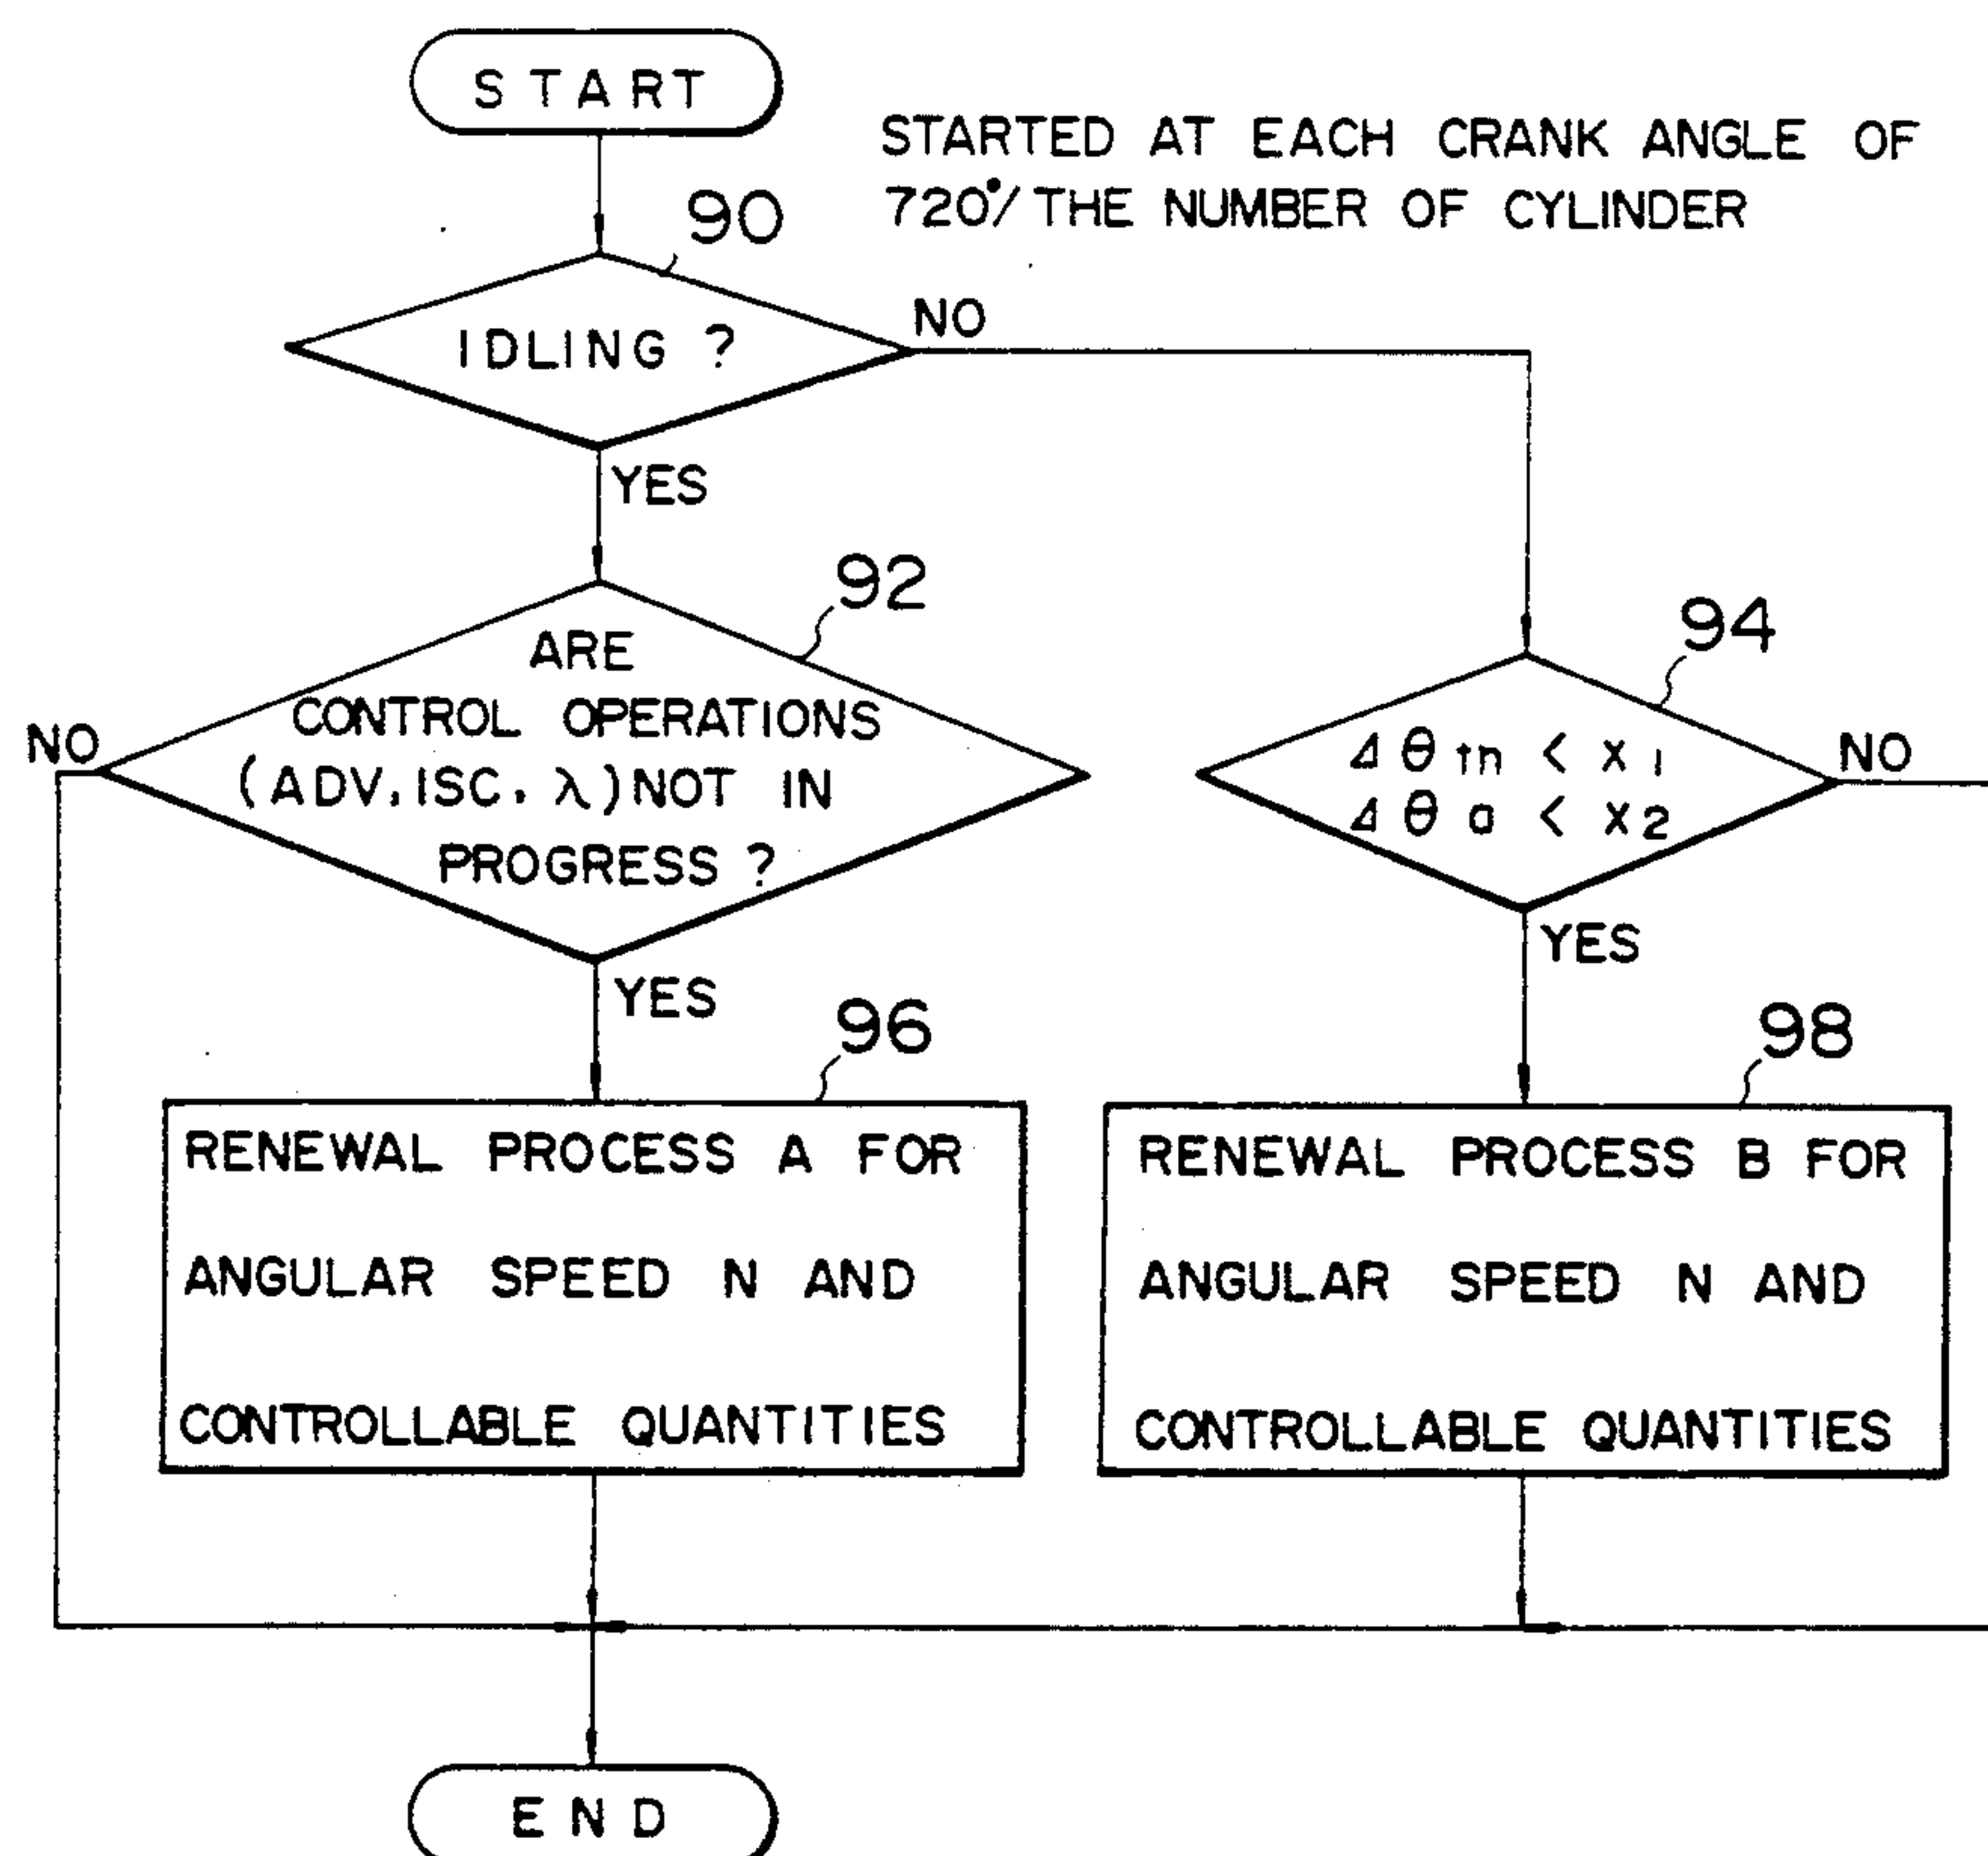 START
STARTED AT EACH CRANK ANGLE OF
720°/THE NUMBER OF CYLINDER
90
IDLING ?
NO
YES
92
ARE
CONTROL OPERATIONS
(ADV, ISC, λ) NOT IN
PROGRESS ?
NO
YES
94
Δθth < x1
Δθa < x2
NO
YES
96
RENEWAL PROCESS A FOR
ANGULAR SPEED N AND
CONTROLLABLE QUANTITIES
98
RENEWAL PROCESS B FOR
ANGULAR SPEED N AND
CONTROLLABLE QUANTITIES
END